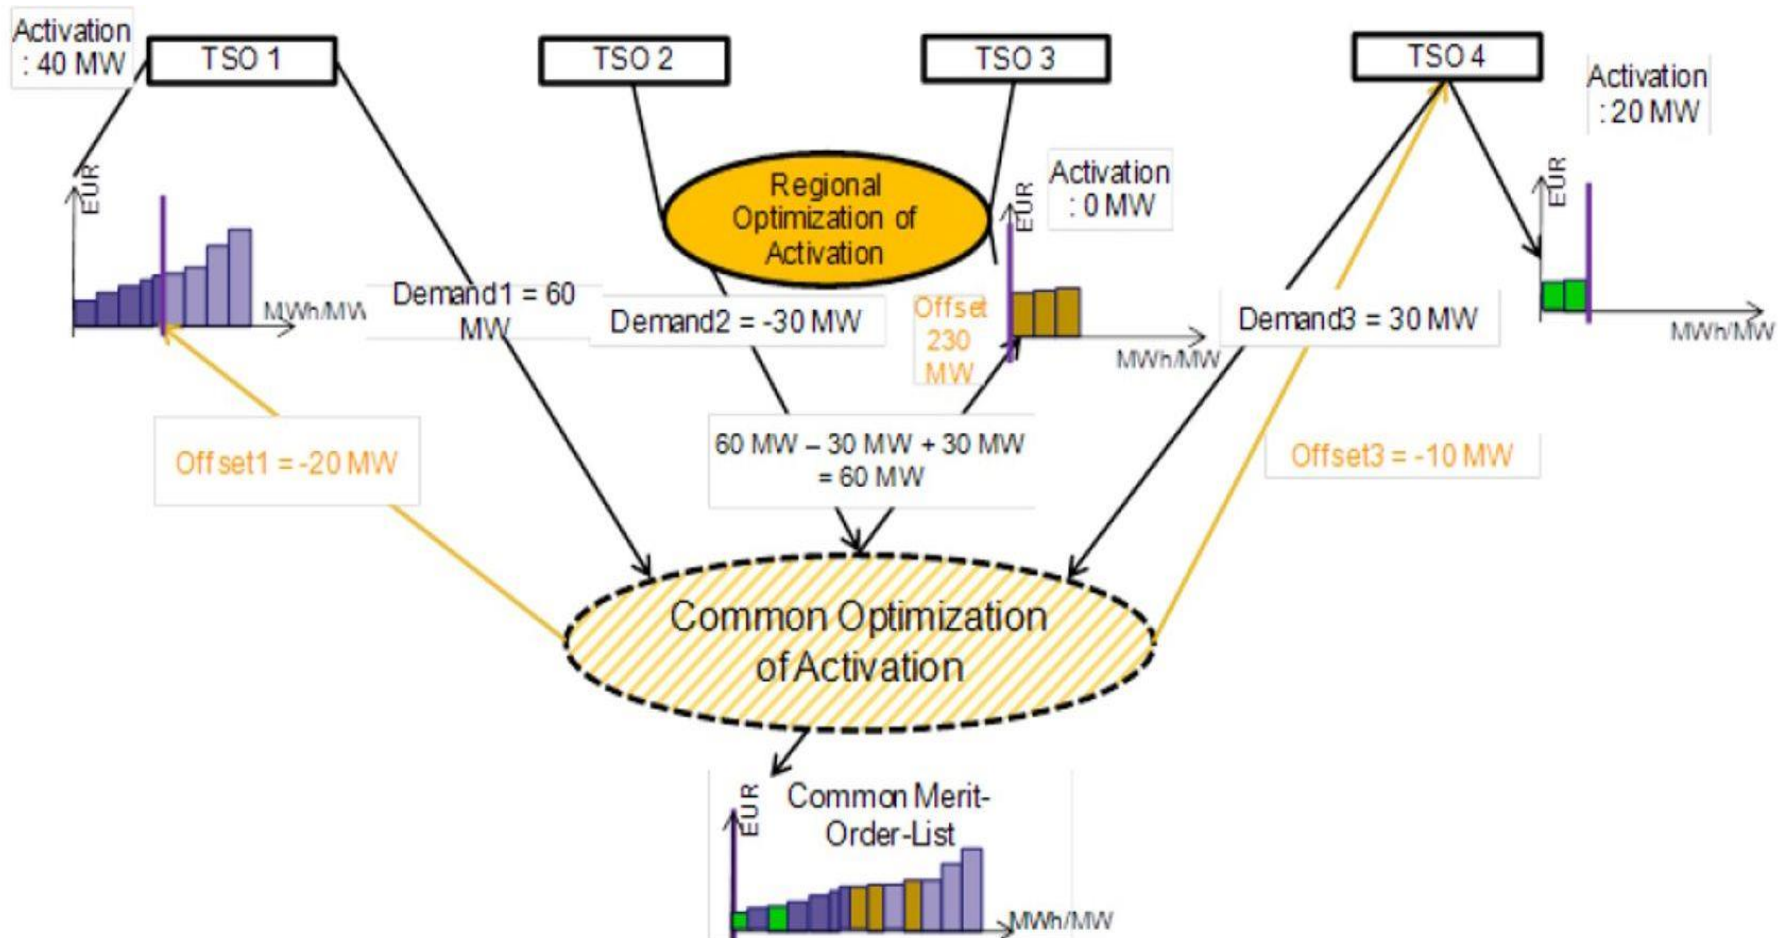 Activation
: 40 MW
TSO 1
TSO 2
TSO 3
TSO 4
Activation
: 20 MW
Regional
Optimization of
Activation
Activation
: 0 MW
EUR
EUR
EUR
MWh/MW
Demand1 = 60
MW
Demand2 = -30 MW
Offset
230
MW
MWh/MW
Demand3 = 30 MW
MWh/MW
Offset1 = -20 MW
60 MW – 30 MW + 30 MW
= 60 MW
Offset3 = -10 MW
Common Optimization
of Activation
EUR
Common Merit-
Order-List
MWh/MW